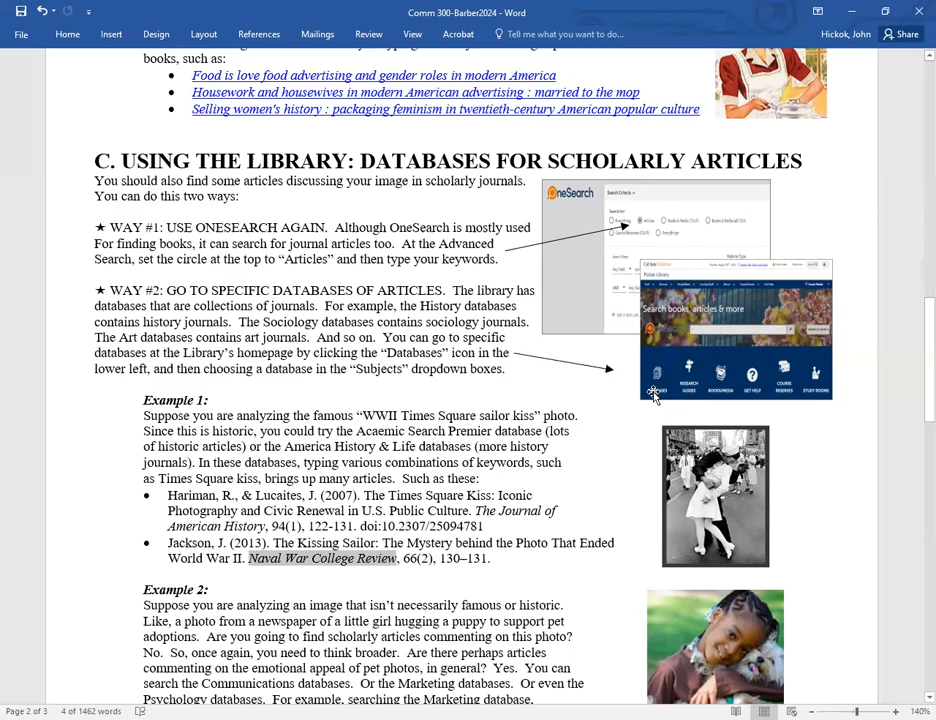 Comm 300-Barber2024 - Word
File Home Insert Design Layout References Mailings Review View Acrobat Tell me what you want to do... Hickok, John Share
books, such as:
• Food is love food advertising and gender roles in modern America
• Housework and housewives in modern American advertising : married to the mop
• Selling women's history : packaging feminism in twentieth-century American popular culture
C. USING THE LIBRARY: DATABASES FOR SCHOLARLY ARTICLES
You should also find some articles discussing your image in scholarly journals.
You can do this two ways:
★ WAY #1: USE ONESEARCH AGAIN. Although OneSearch is mostly used
For finding books, it can search for journal articles too. At the Advanced
Search, set the circle at the top to “Articles” and then type your keywords.
★ WAY #2: GO TO SPECIFIC DATABASES OF ARTICLES. The library has
databases that are collections of journals. For example, the History databases
contains history journals. The Sociology databases contains sociology journals.
The Art databases contains art journals. And so on. You can go to specific
databases at the Library’s homepage by clicking the “Databases” icon in the
lower left, and then choosing a database in the “Subjects” dropdown boxes.
OneSearch
Search Criteria
Pollak Library
Search books, articles & more
RESEARCH GUIDES BOOKS/MEDIA GET HELP COURSE RESERVES STUDY ROOMS
Example 1:
Suppose you are analyzing the famous “WWII Times Square sailor kiss” photo.
Since this is historic, you could try the Acaemic Search Premier database (lots
of historic articles) or the America History & Life databases (more history
journals). In these databases, typing various combinations of keywords, such
as Times Square kiss, brings up many articles. Such as these:
• Hariman, R., & Lucaites, J. (2007). The Times Square Kiss: Iconic
Photography and Civic Renewal in U.S. Public Culture. The Journal of
American History, 94(1), 122-131. doi:10.2307/25094781
• Jackson, J. (2013). The Kissing Sailor: The Mystery behind the Photo That Ended
World War II. Naval War College Review, 66(2), 130–131.
Example 2:
Suppose you are analyzing an image that isn’t necessarily famous or historic.
Like, a photo from a newspaper of a little girl hugging a puppy to support pet
adoptions. Are you going to find scholarly articles commenting on this photo?
No. So, once again, you need to think broader. Are there perhaps articles
commenting on the emotional appeal of pet photos, in general? Yes. You can
search the Communications databases. Or the Marketing databases. Or even the
Psychology databases. For example, searching the Marketing database,
Page 2 of 3 4 of 1462 words 140%